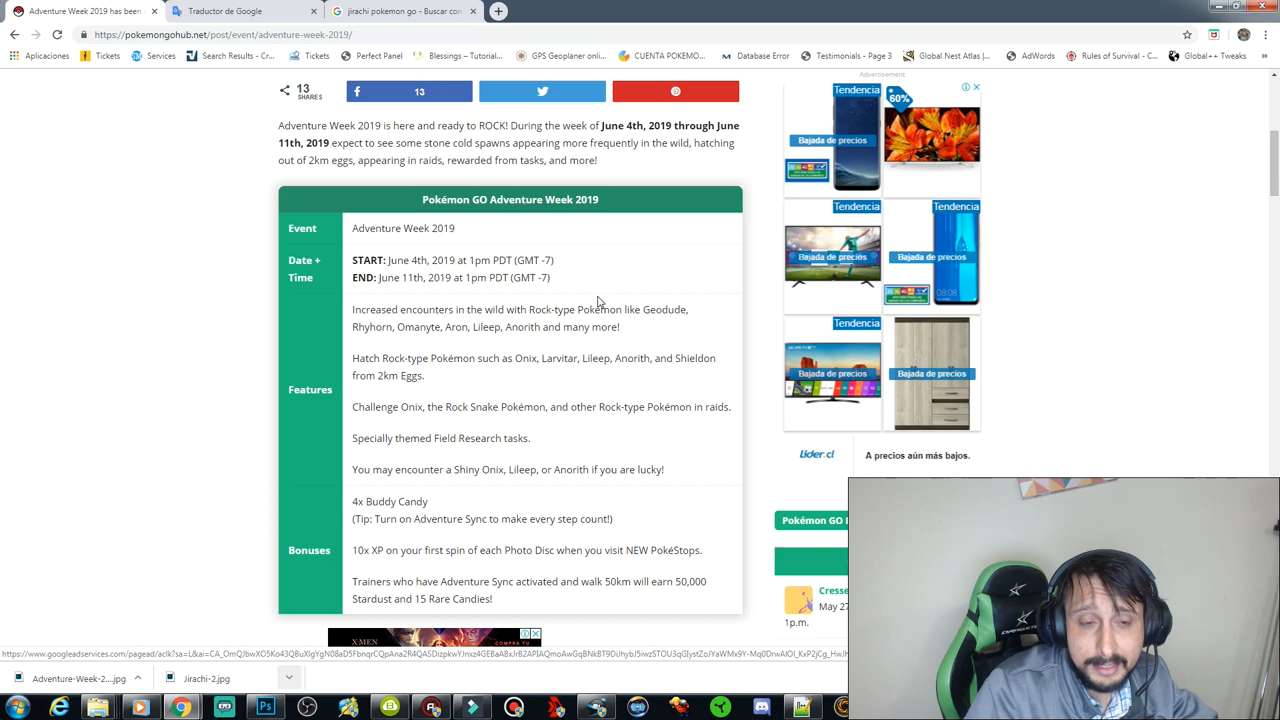 Adventure Week 2019 has been
Traductor de Google
jirachi pokemon go - Buscar con
https://pokemongohub.net/post/event/adventure-week-2019/
Aplicaciones
Tickets
Services
Search Results - Cr...
Tickets
Perfect Panel
Blessings – Tutorial...
GPS Geoplaner onli...
CUENTA POKEMO...
Database Error
Testimonials - Page 3
Global Nest Atlas |...
AdWords
Rules of Survival - C...
Global++ Tweaks
Advertisement
13
SHARES
13
Adventure Week 2019 is here and ready to ROCK! During the week of June 4th, 2019 through June
11th, 2019 expect to see some stone cold spawns appearing more frequently in the wild, hatching
out of 2km eggs, appearing in raids, rewarded from tasks, and more!
Pokémon GO Adventure Week 2019
Event
Adventure Week 2019
Date +
Time
START: June 4th, 2019 at 1pm PDT (GMT -7)
END: June 11th, 2019 at 1pm PDT (GMT -7)
Features
Increased encounters in the wild with Rock-type Pokémon like Geodude,
Rhyhorn, Omanyte, Aron, Lileep, Anorith and many more!
Hatch Rock-type Pokémon such as Onix, Larvitar, Lileep, Anorith, and Shieldon
from 2km Eggs.
Challenge Onix, the Rock Snake Pokémon, and other Rock-type Pokémon in raids.
Specially themed Field Research tasks.
You may encounter a Shiny Onix, Lileep, or Anorith if you are lucky!
Bonuses
4x Buddy Candy
(Tip: Turn on Adventure Sync to make every step count!)
10x XP on your first spin of each Photo Disc when you visit NEW PokéStops.
Trainers who have Adventure Sync activated and walk 50km will earn 50,000
Stardust and 15 Rare Candies!
Tendencia
Bajada de precios
60%
Tendencia
Bajada de precios
Tendencia
Bajada de precios
08:08
Tendencia
Bajada de precios
Bajada de precios
Lider.cl
A precios aún más bajos.
Pokémon GO
Cresse
May 27
1p.m.
X-MEN
COMPRA TU
Adventure-Week-2....jpg
Jirachi-2.jpg